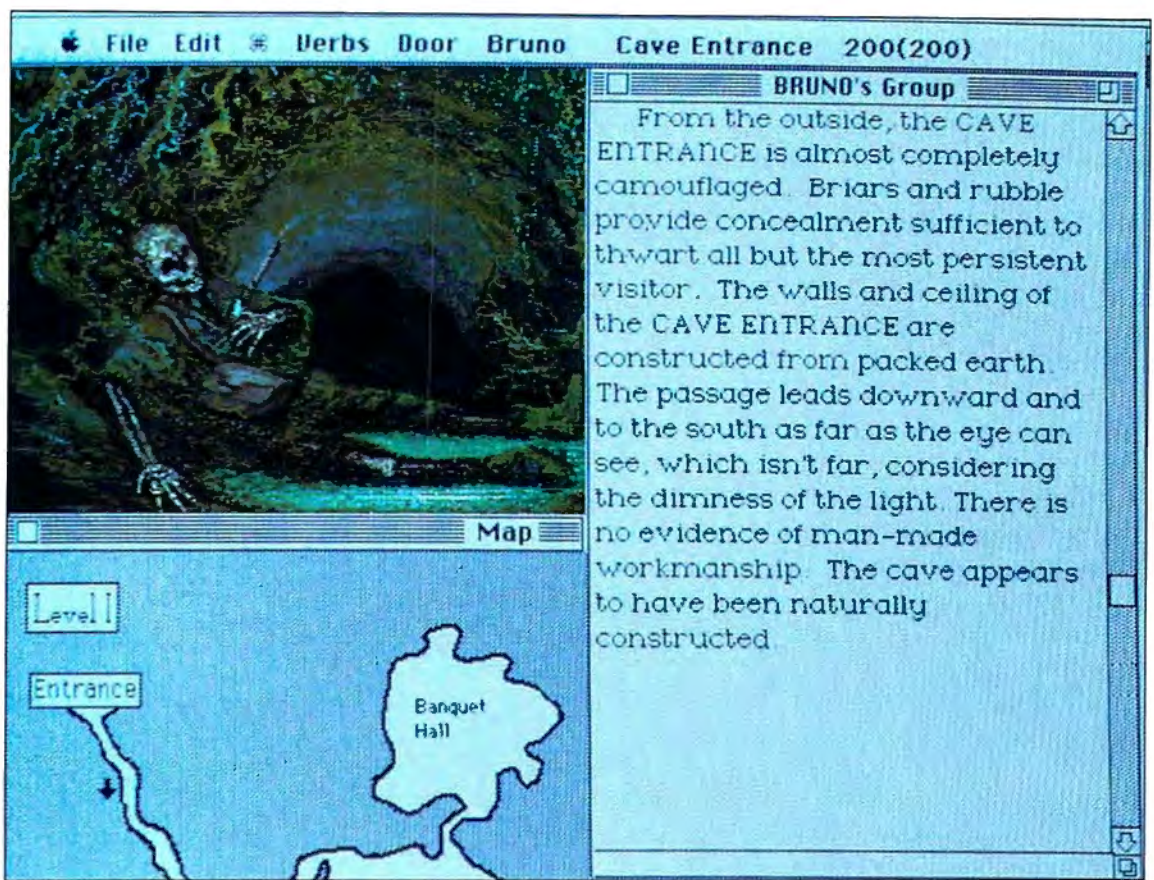 File Edit ⌘ Verbs Door Bruno Cave Entrance 200(200)
BRUNO's Group
From the outside, the CAVE
ENTRANCE is almost completely
camouflaged. Briars and rubble
provide concealment sufficient to
thwart all but the most persistent
visitor. The walls and ceiling of
the CAVE ENTRANCE are
constructed from packed earth.
The passage leads downward and
to the south as far as the eye can
see, which isn't far, considering
the dimness of the light. There is
no evidence of man-made
workmanship. The cave appears
to have been naturally
constructed.
Map
Level I
Entrance
Banquet
Hall